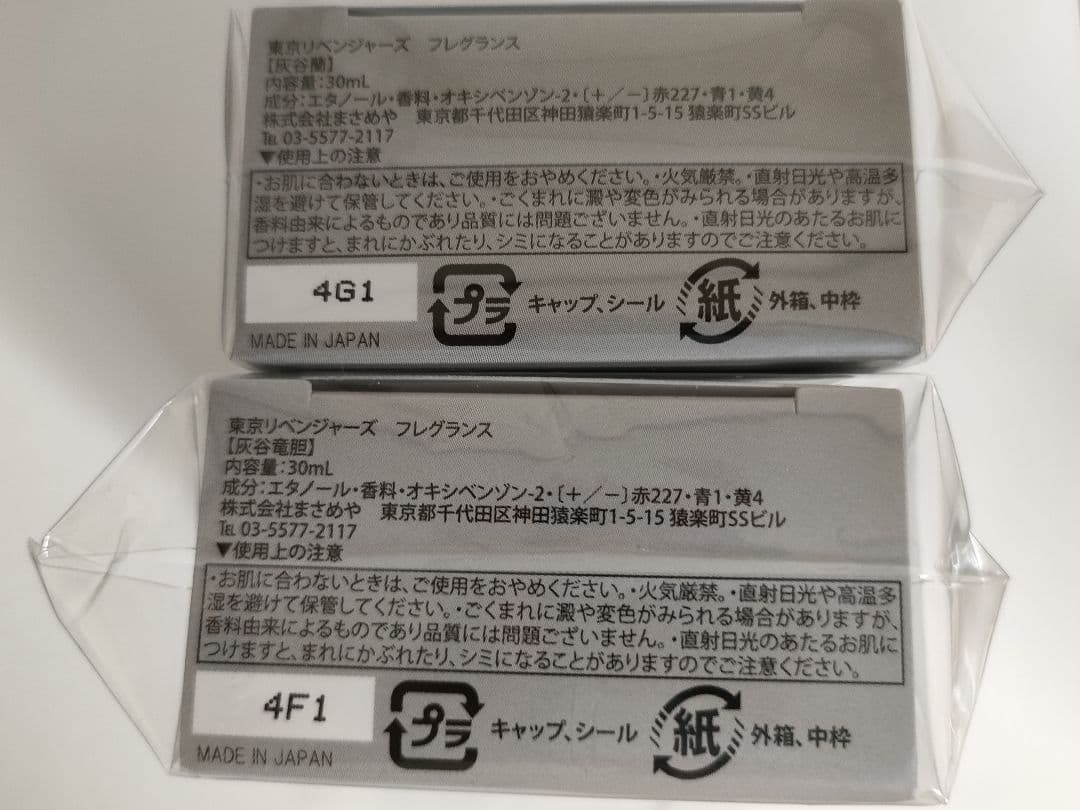 東京リベンジャーズ　フレグランス
【灰谷蘭】
内容量：30mL
成分：エタノール・香料・オキシベンゾン-2・〔＋／－〕赤227・青1・黄4
株式会社まさめや　東京都千代田区神田猿楽町1-5-15 猿楽町SSビル
℡ 03-5577-2117
▼使用上の注意
・お肌に合わないときは、ご使用をおやめください。・火気厳禁。・直射日光や高温多
湿を避けて保管してください。・ごくまれに澱や変色がみられる場合がありますが、
香料由来によるものであり品質には問題ございません。・直射日光のあたるお肌に
つけますと、まれにかぶれたり、シミになることがありますのでご注意ください。
4G1
プラ
キャップ、シール
紙
外箱、中枠
MADE IN JAPAN
東京リベンジャーズ　フレグランス
【灰谷竜胆】
内容量：30mL
成分：エタノール・香料・オキシベンゾン-2・〔＋／－〕赤227・青1・黄4
株式会社まさめや　東京都千代田区神田猿楽町1-5-15 猿楽町SSビル
℡ 03-5577-2117
▼使用上の注意
・お肌に合わないときは、ご使用をおやめください。・火気厳禁。・直射日光や高温多
湿を避けて保管してください。・ごくまれに澱や変色がみられる場合がありますが、
香料由来によるものであり品質には問題ございません。・直射日光のあたるお肌に
つけますと、まれにかぶれたり、シミになることがありますのでご注意ください。
4F1
プラ
キャップ、シール
紙
外箱、中枠
MADE IN JAPAN